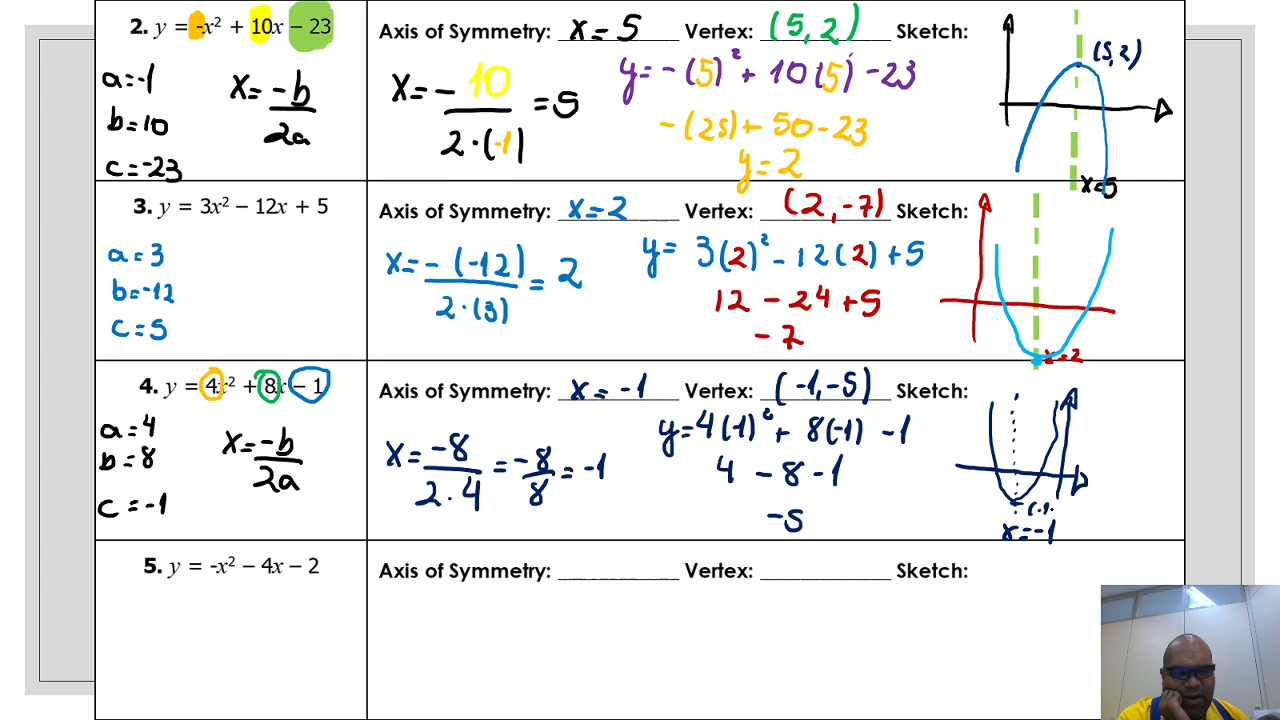 2. y = -x² + 10x – 23
a=-1
b=10
c=-23
x= -b/2a
Axis of Symmetry: x=5 Vertex: (5,2) Sketch:
x= -10/2·(-1) =5
y= -(5)²+10(5)-23
-(25)+50-23
y=2
(5,2)
x=5
3. y = 3x² – 12x + 5
a=3
b=-12
c=5
Axis of Symmetry: x=2 Vertex: (2,-7) Sketch:
x= -(-12)/2·(3) = 2
y= 3(2)²-12(2)+5
12-24+5
-7
x=2
4. y = 4x² + 8x – 1
a=4
b=8
c=-1
x= -b/2a
Axis of Symmetry: x=-1 Vertex: (-1,-5) Sketch:
x= -8/2·4 = -8/8 = -1
y=4(-1)²+8(-1)-1
4-8-1
-5
x=-1
5. y = -x² – 4x – 2
Axis of Symmetry: ____________ Vertex: _____________ Sketch: